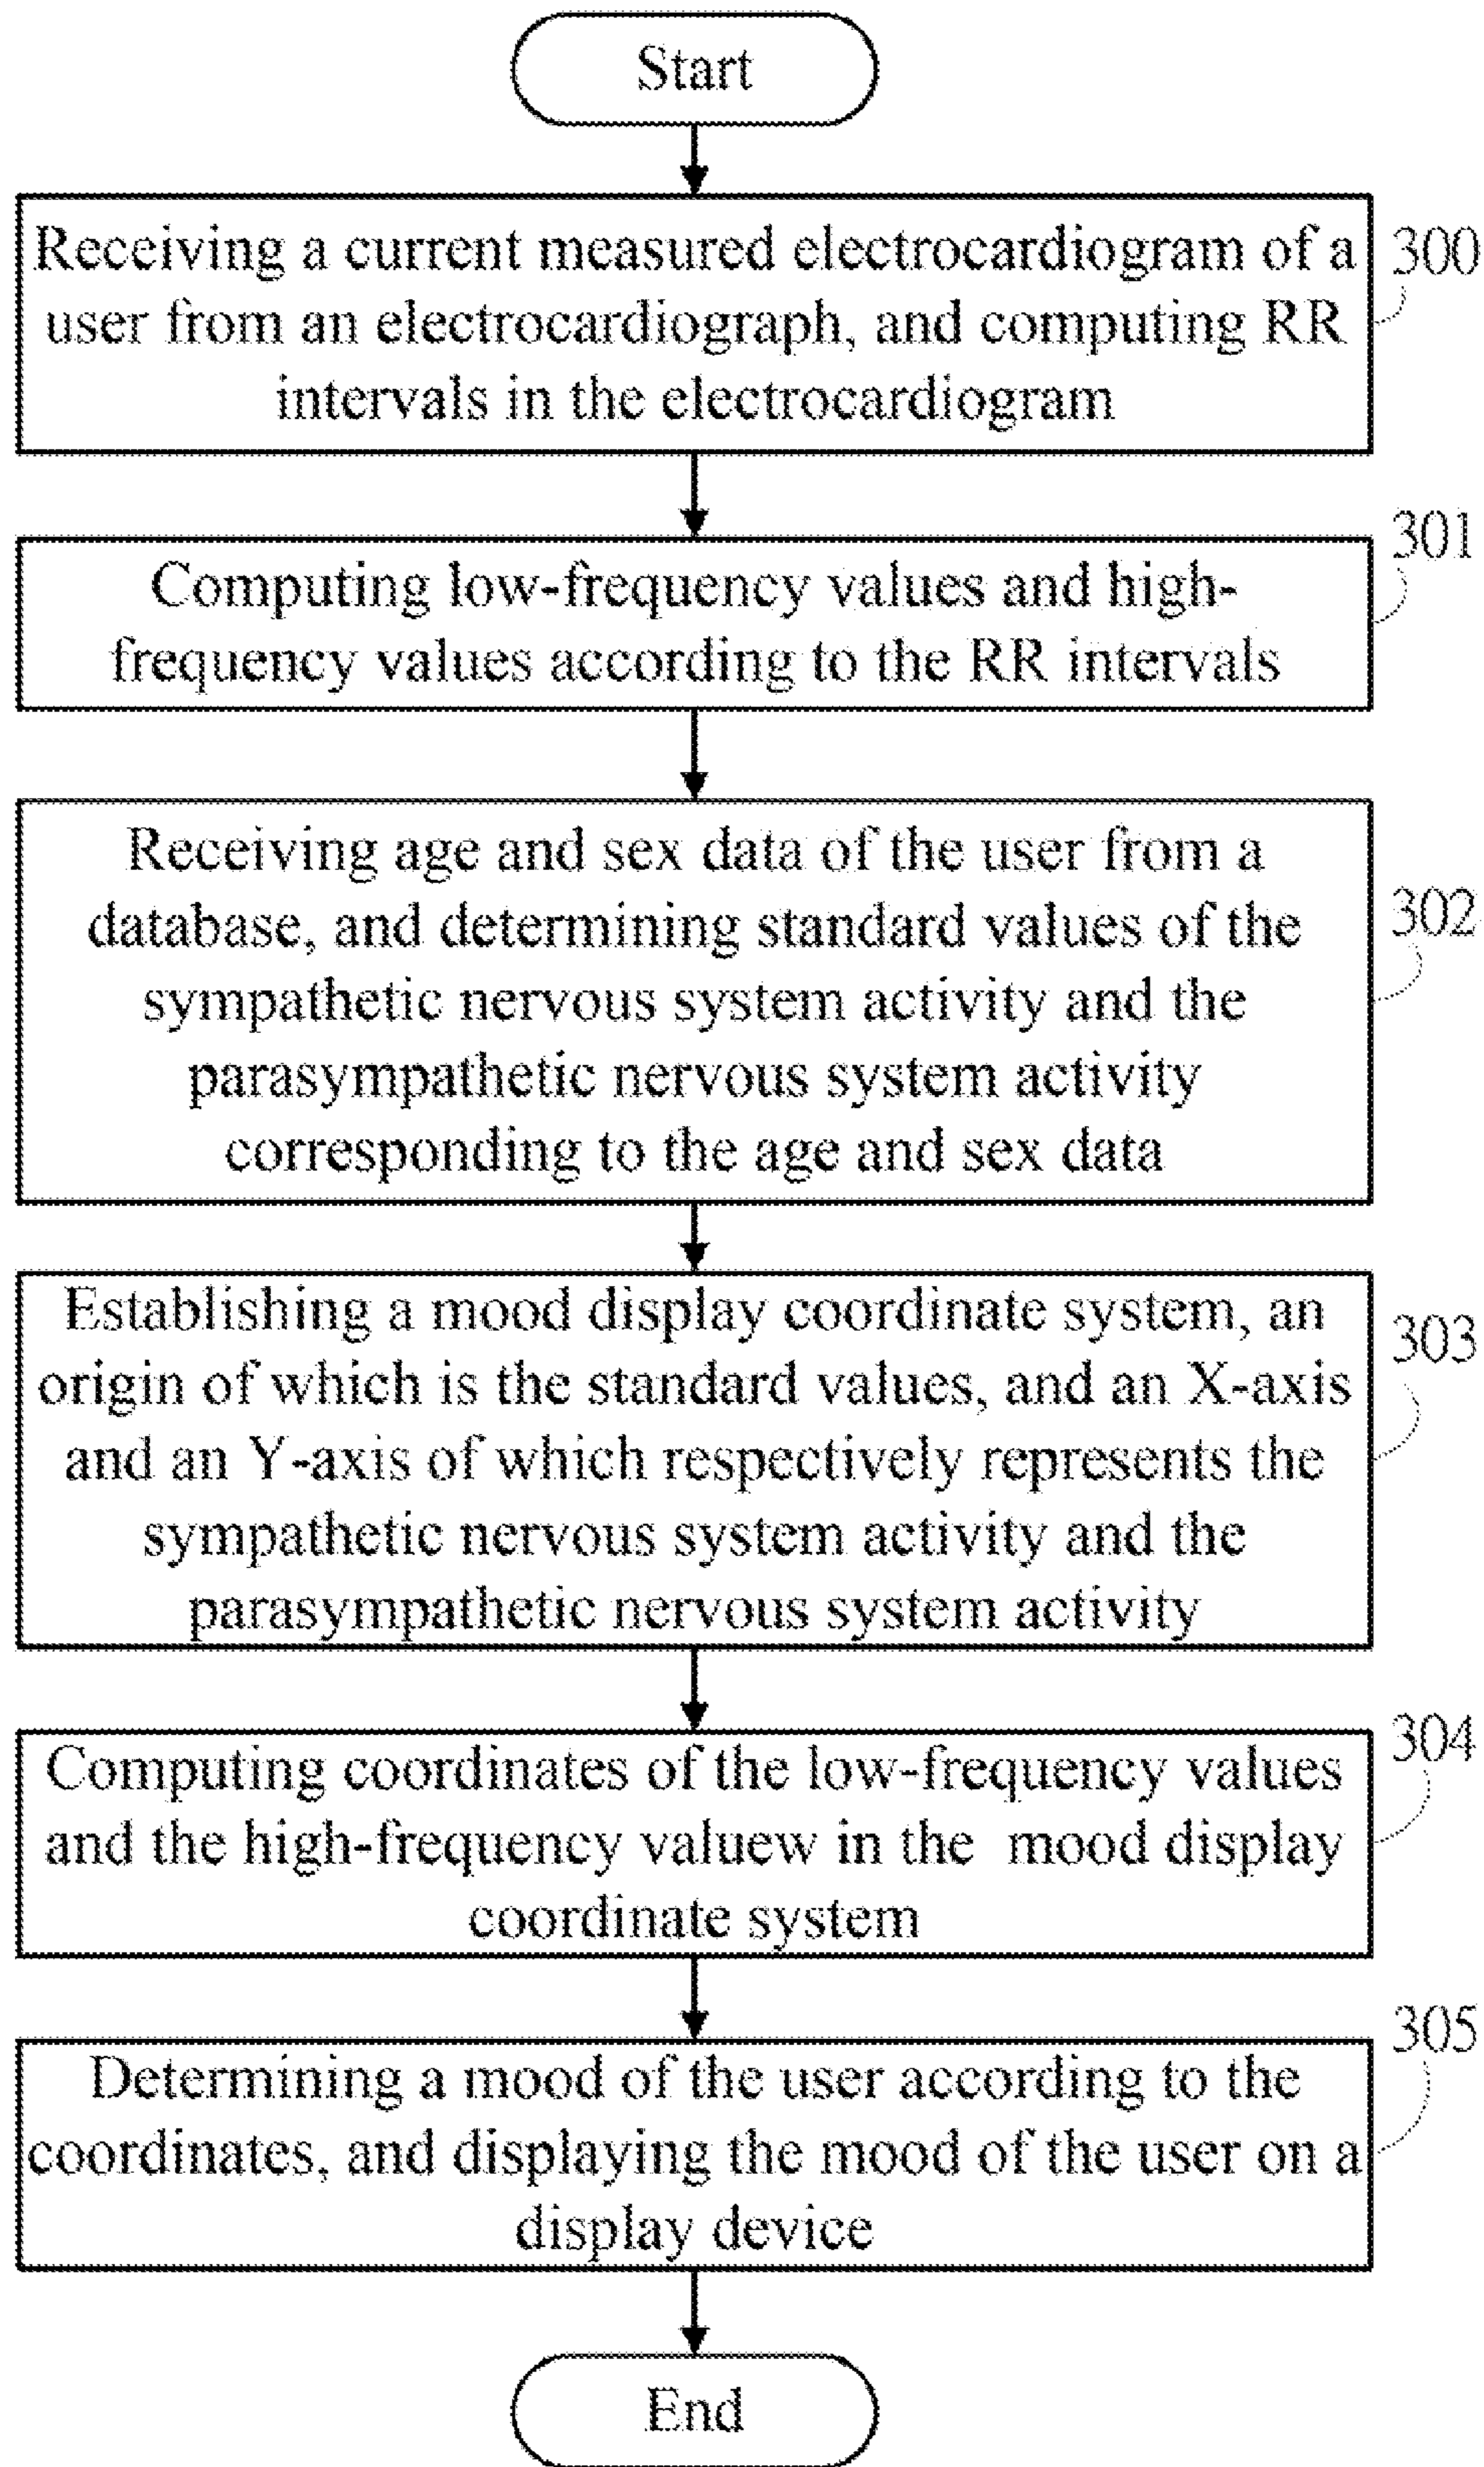 Start
Receiving a current measured electrocardiogram of a
user from an electrocardiograph, and computing RR
intervals in the electrocardiogram
300
Computing low-frequency values and high-
frequency values according to the RR intervals
301
Receiving age and sex data of the user from a
database, and determining standard values of the
sympathetic nervous system activity and the
parasympathetic nervous system activity
corresponding to the age and sex data
302
Establishing a mood display coordinate system, an
origin of which is the standard values, and an X-axis
and an Y-axis of which respectively represents the
sympathetic nervous system activity and the
parasympathetic nervous system activity
303
Computing coordinates of the low-frequency values
and the high-frequency valuew in the mood display
coordinate system
304
Determining a mood of the user according to the
coordinates, and displaying the mood of the user on a
display device
305
End